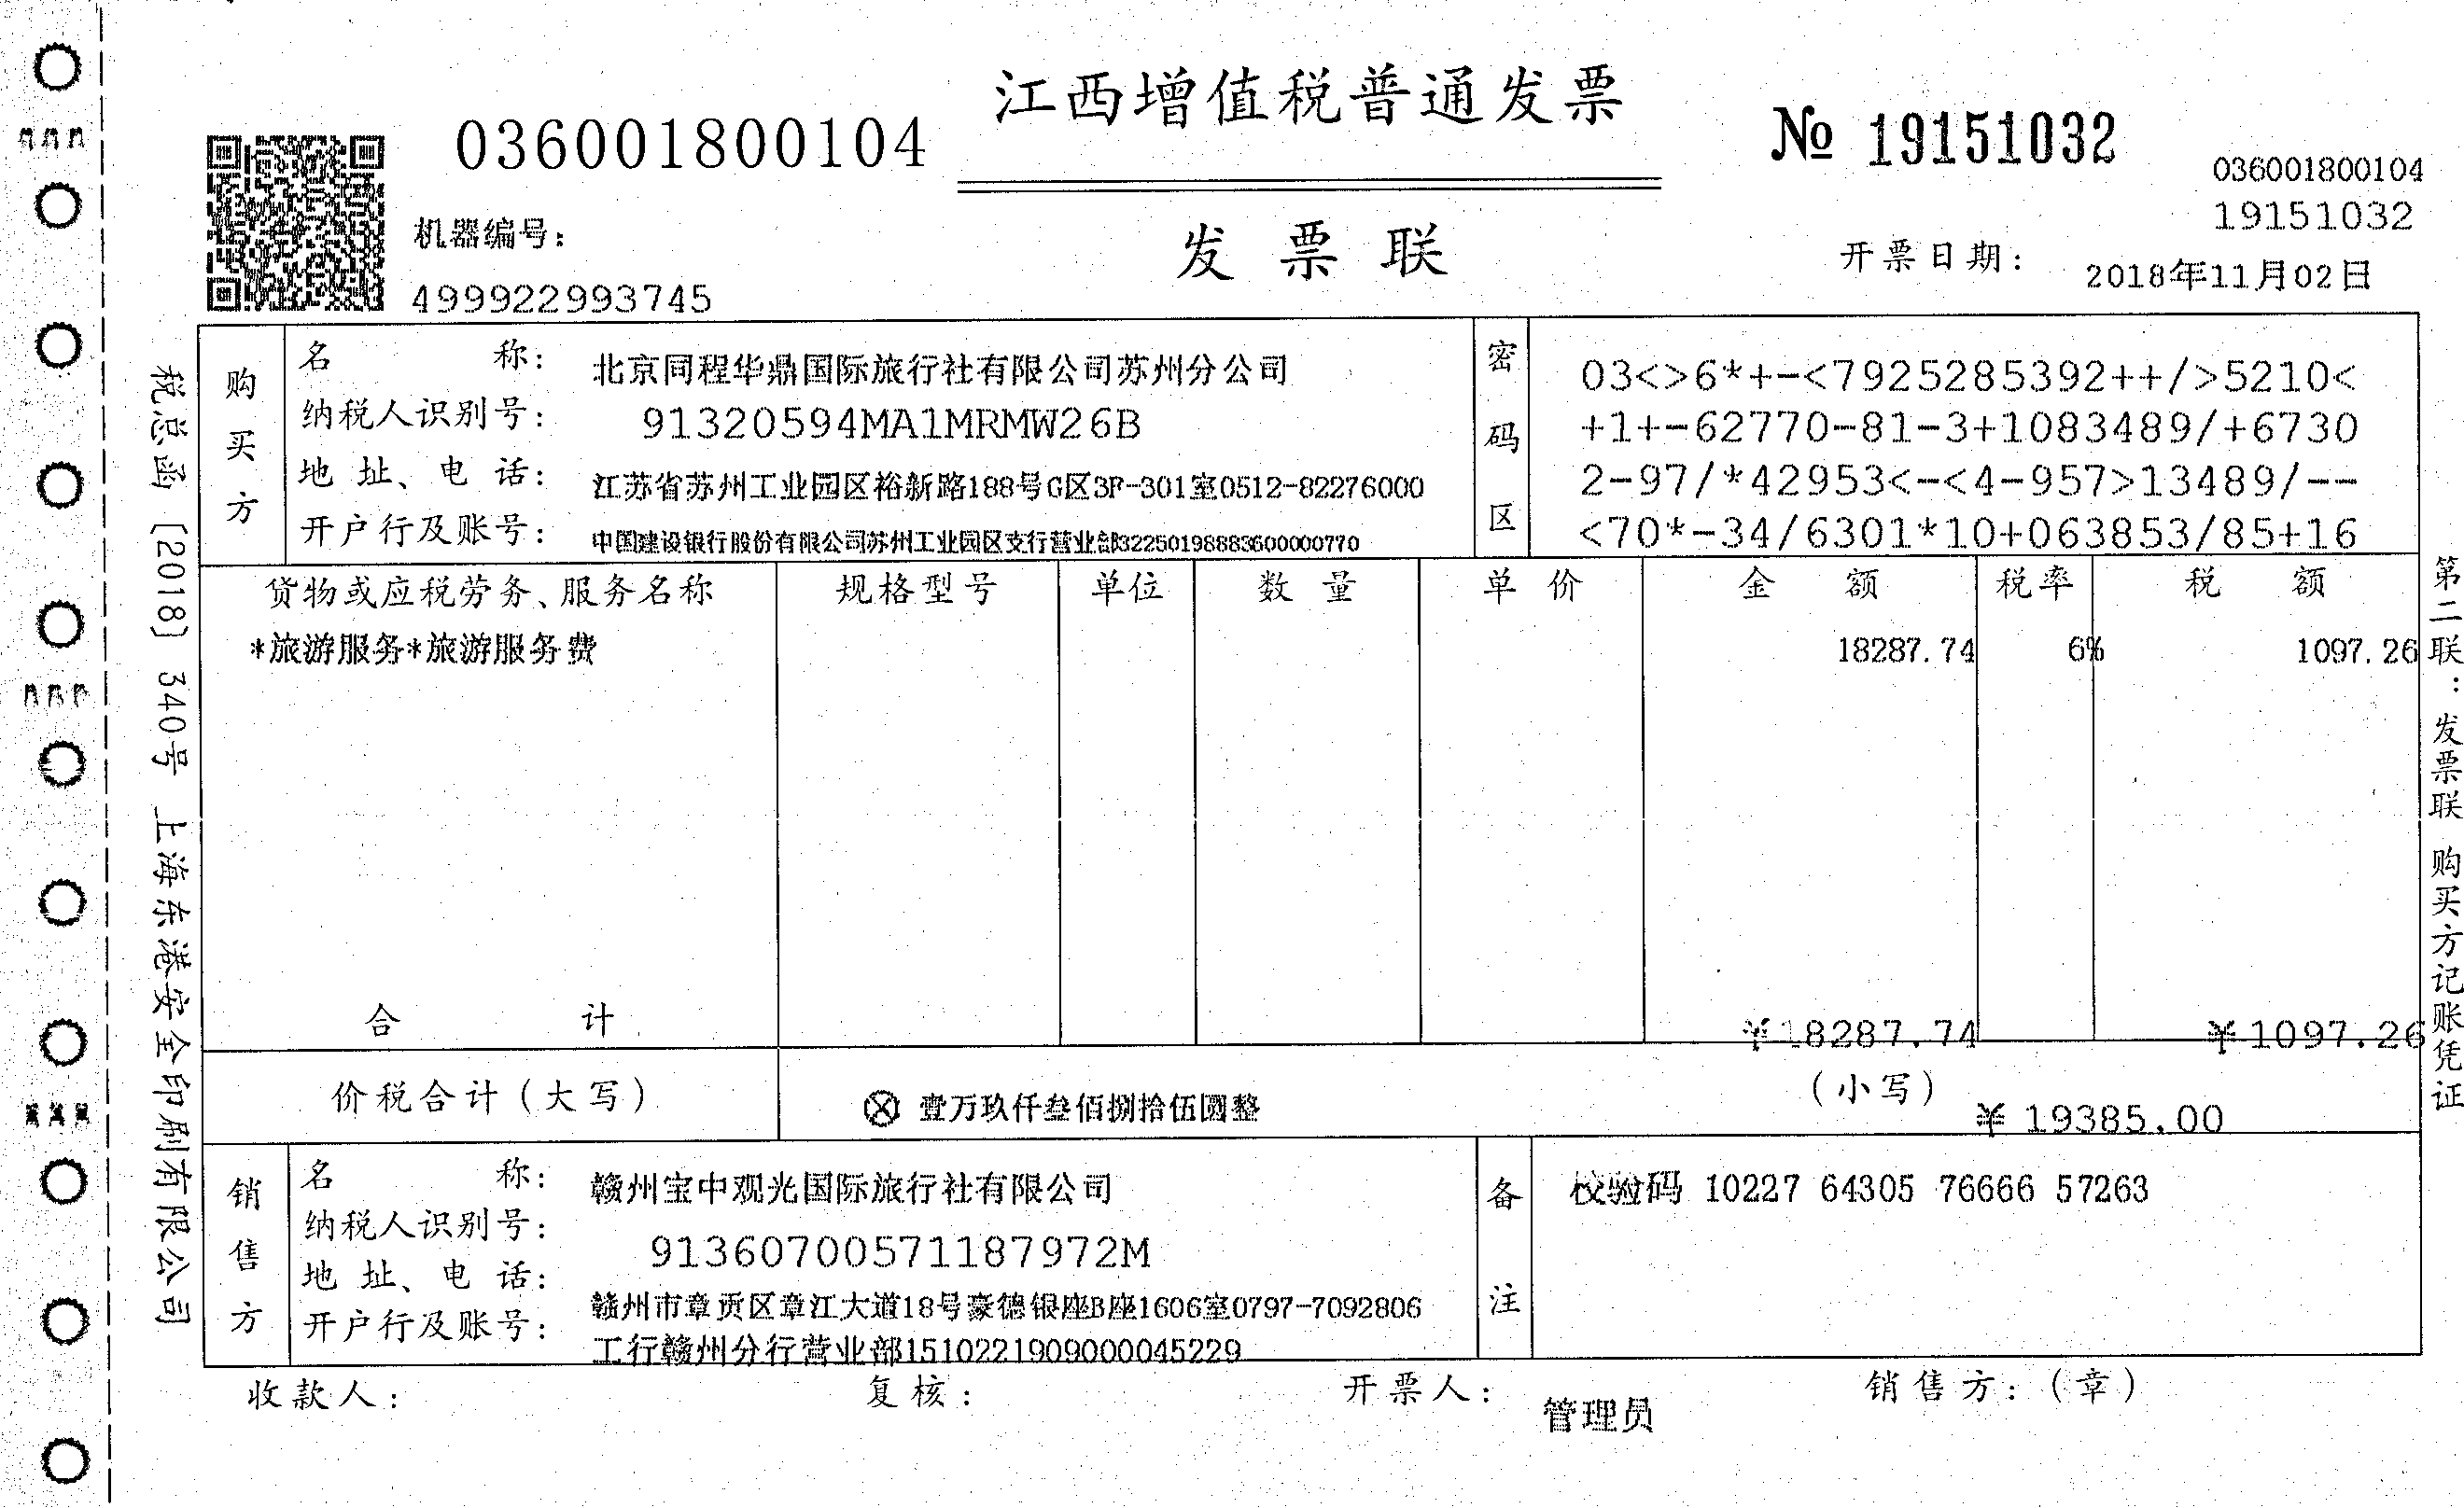 江西增值税普通发票
036001800104
№ 19151032
036001800104
19151032
机器编号：
499922993745
发票联
开票日期： 2018年11月02日
购买方
名称： 北京同程华鼎国际旅行社有限公司苏州分公司
纳税人识别号： 91320594MA1MRMW26B
地址、电话： 江苏省苏州工业园区裕新路188号G区3F-301室0512-82276000
开户行及账号： 中国建设银行股份有限公司苏州工业园区支行营业部32250198883600000770
密码区
03<>6*+-<7925285392++/>5210<
+1+-62770-81-3+1083489/+6730
2-97/*42953<-<4-957>13489/--
<70*-34/6301*10+063853/85+16
货物或应税劳务、服务名称 规格型号 单位 数量 单价 金额 税率 税额
*旅游服务*旅游服务费 18287.74 6% 1097.26
合计 ￥18287.74 ￥1097.26
价税合计（大写） ⊗ 壹万玖仟叁佰捌拾伍圆整 （小写） ￥ 19385.00
销售方
名称： 赣州宝中观光国际旅行社有限公司
纳税人识别号： 91360700571187972M
地址、电话： 赣州市章贡区章江大道18号豪德银座B座1606室0797-7092806
开户行及账号： 工行赣州分行营业部1510221909000045229
备注
校验码 10227 64305 76666 57263
收款人： 复核： 开票人： 管理员 销售方：（章）
税总函〔2018〕340号 上海东港安全印刷有限公司
第二联：发票联 购买方记账凭证